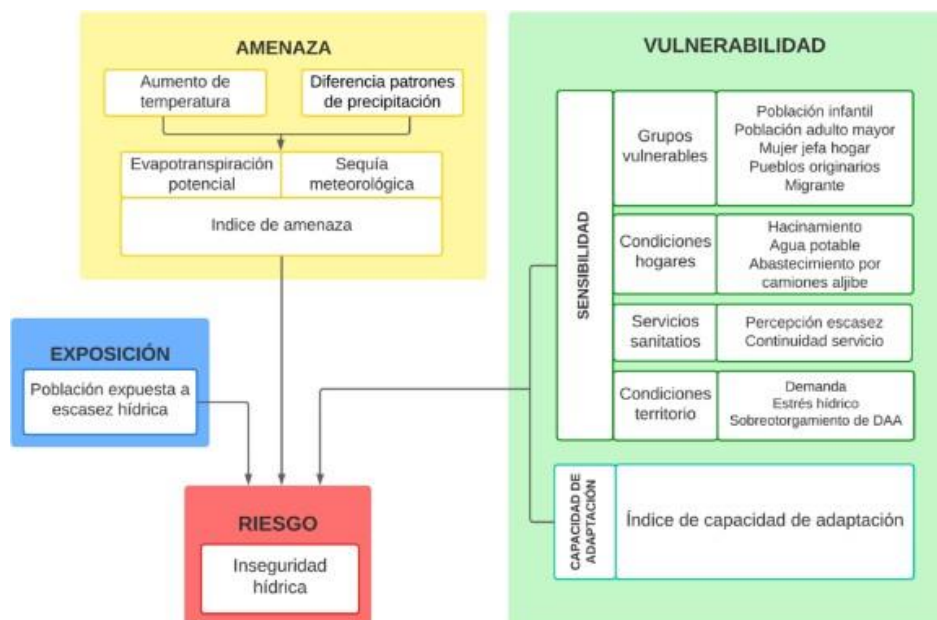 AMENAZA
Aumento de
temperatura
Diferencia patrones
de precipitación
Evapotranspiración
potencial
Sequía
meteorológica
Indice de amenaza
EXPOSICIÓN
Población expuesta a
escasez hídrica
RIESGO
Inseguridad
hídrica
VULNERABILIDAD
SENSIBILIDAD
Grupos
vulnerables
Población infantil
Población adulto mayor
Mujer jefa hogar
Pueblos originarios
Migrante
Condiciones
hogares
Hacinamiento
Agua potable
Abastecimiento por
camiones aljibe
Servicios
sanitatios
Percepción escasez
Continuidad servicio
Condiciones
territorio
Demanda
Estrés hídrico
Sobreotorgamiento de DAA
CAPACIDAD DE
ADAPTACIÓN
Índice de capacidad de adaptación